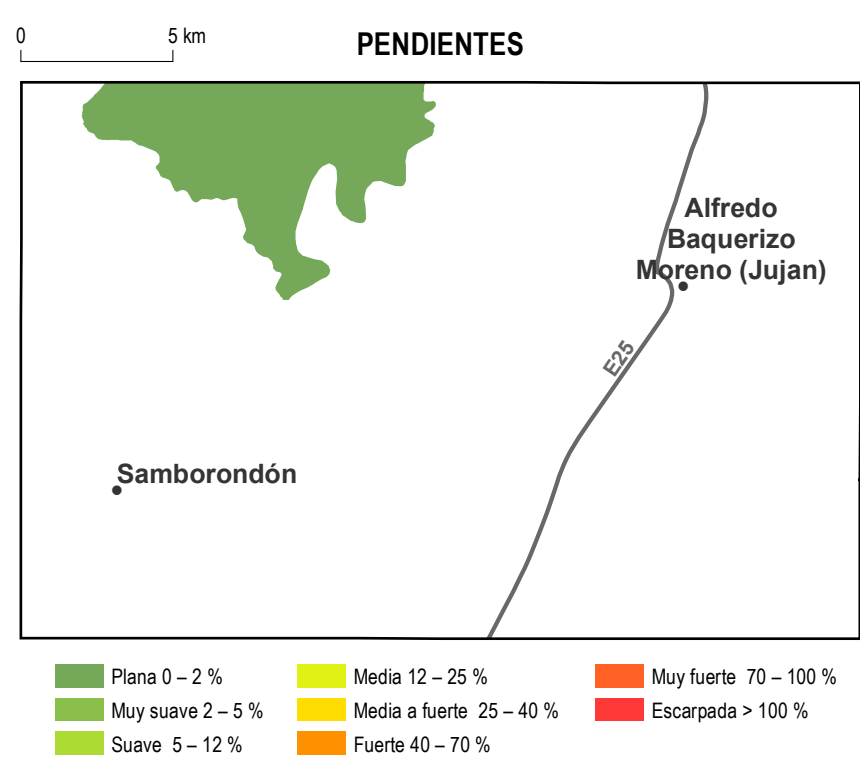 0 5 km
PENDIENTES
Alfredo
Baquerizo
Moreno (Jujan)
E25
Samborondón
Plana 0 – 2 %
Muy suave 2 – 5 %
Suave 5 – 12 %
Media 12 – 25 %
Media a fuerte 25 – 40 %
Fuerte 40 – 70 %
Muy fuerte 70 – 100 %
Escarpada > 100 %